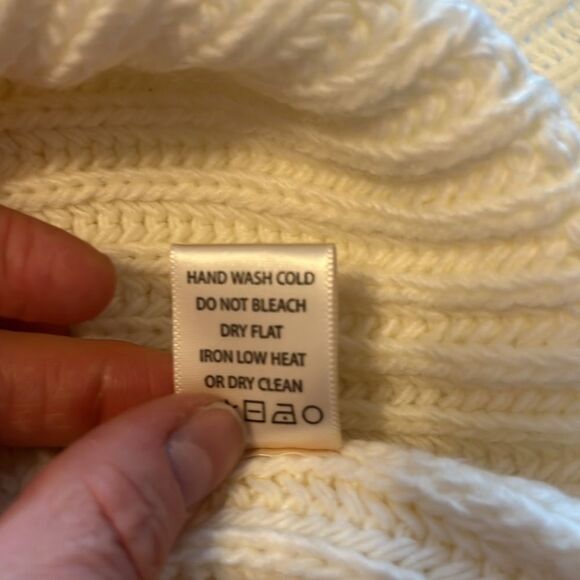 HAND WASH COLD
DO NOT BLEACH
DRY FLAT
IRON LOW HEAT
OR DRY CLEAN